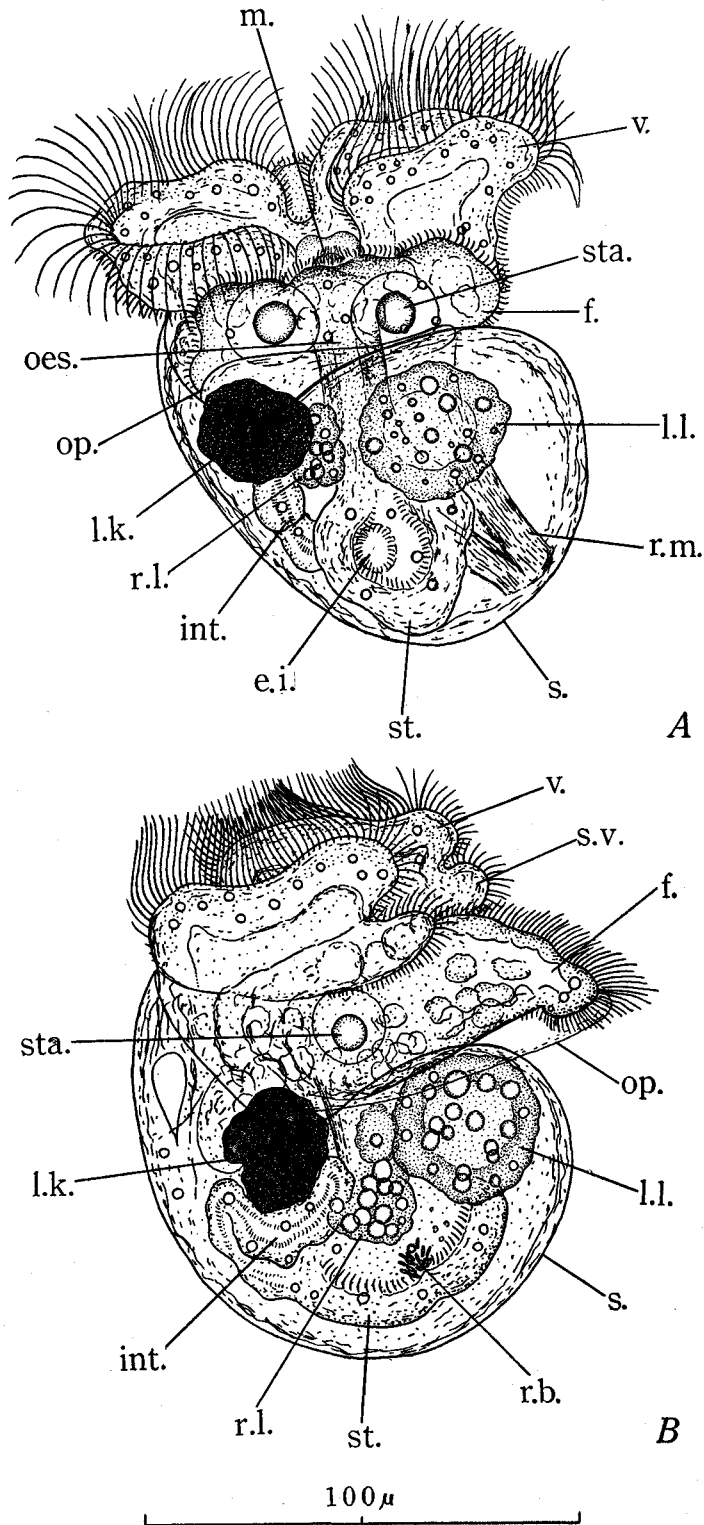 m.
v.
sta.
f.
oes.
op.
l.l.
l.k.
r.l.
r.m.
int.
e.i.
s.
st.
A
v.
s.v.
f.
sta.
op.
l.k.
l.l.
s.
int.
r.b.
r.l.
st.
B
100μ